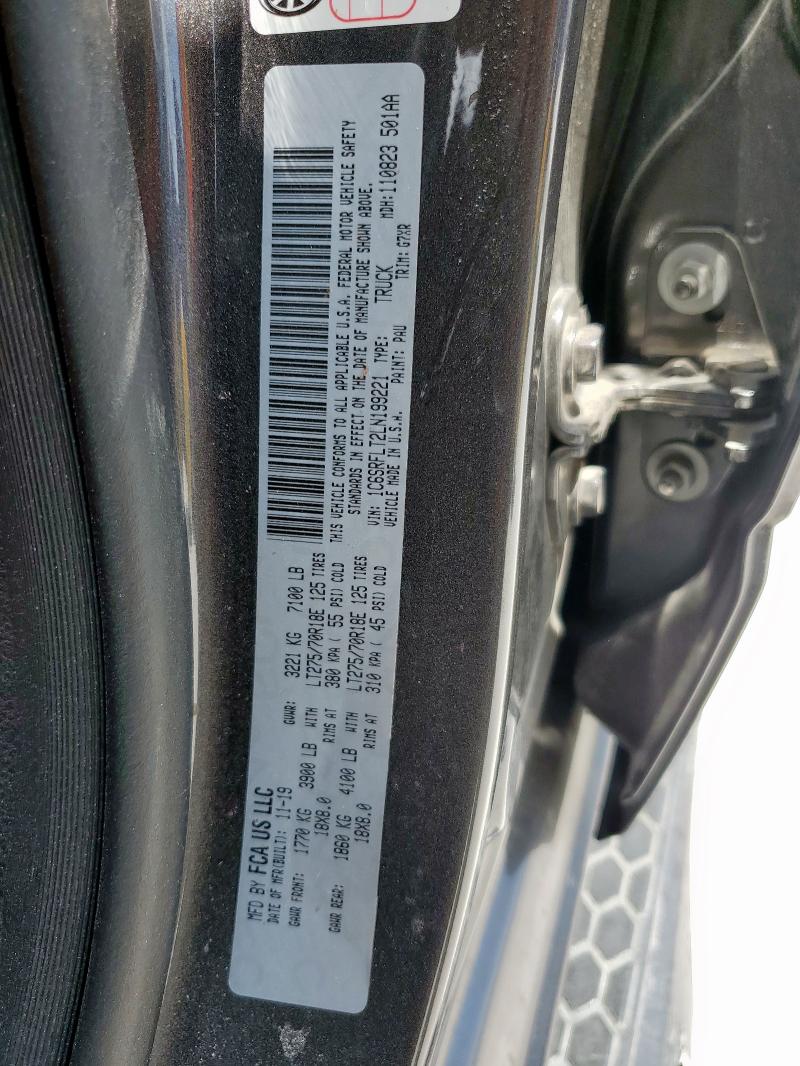 MFD BY FCA US LLC
DATE OF MFR(BUILT): 11-19 GVWR: 3221 KG 7100 LB
GAWR FRONT: 1770 KG 3900 LB WITH LT275/70R18E 125 TIRES
18X8.0 RIMS AT 380 KPA ( 55 PSI) COLD
GAWR REAR: 1860 KG 4100 LB WITH LT275/70R18E 125 TIRES
18X8.0 RIMS AT 310 KPA ( 45 PSI) COLD
THIS VEHICLE CONFORMS TO ALL APPLICABLE U.S.A. FEDERAL MOTOR VEHICLE SAFETY
STANDARDS IN EFFECT ON THE DATE OF MANUFACTURE SHOWN ABOVE.
VIN: 1C6SRFLT2LN199221 TYPE: TRUCK MDH:110823 501AA
VEHICLE MADE IN U.S.A. PAINT: PAU TRIM: G7XR